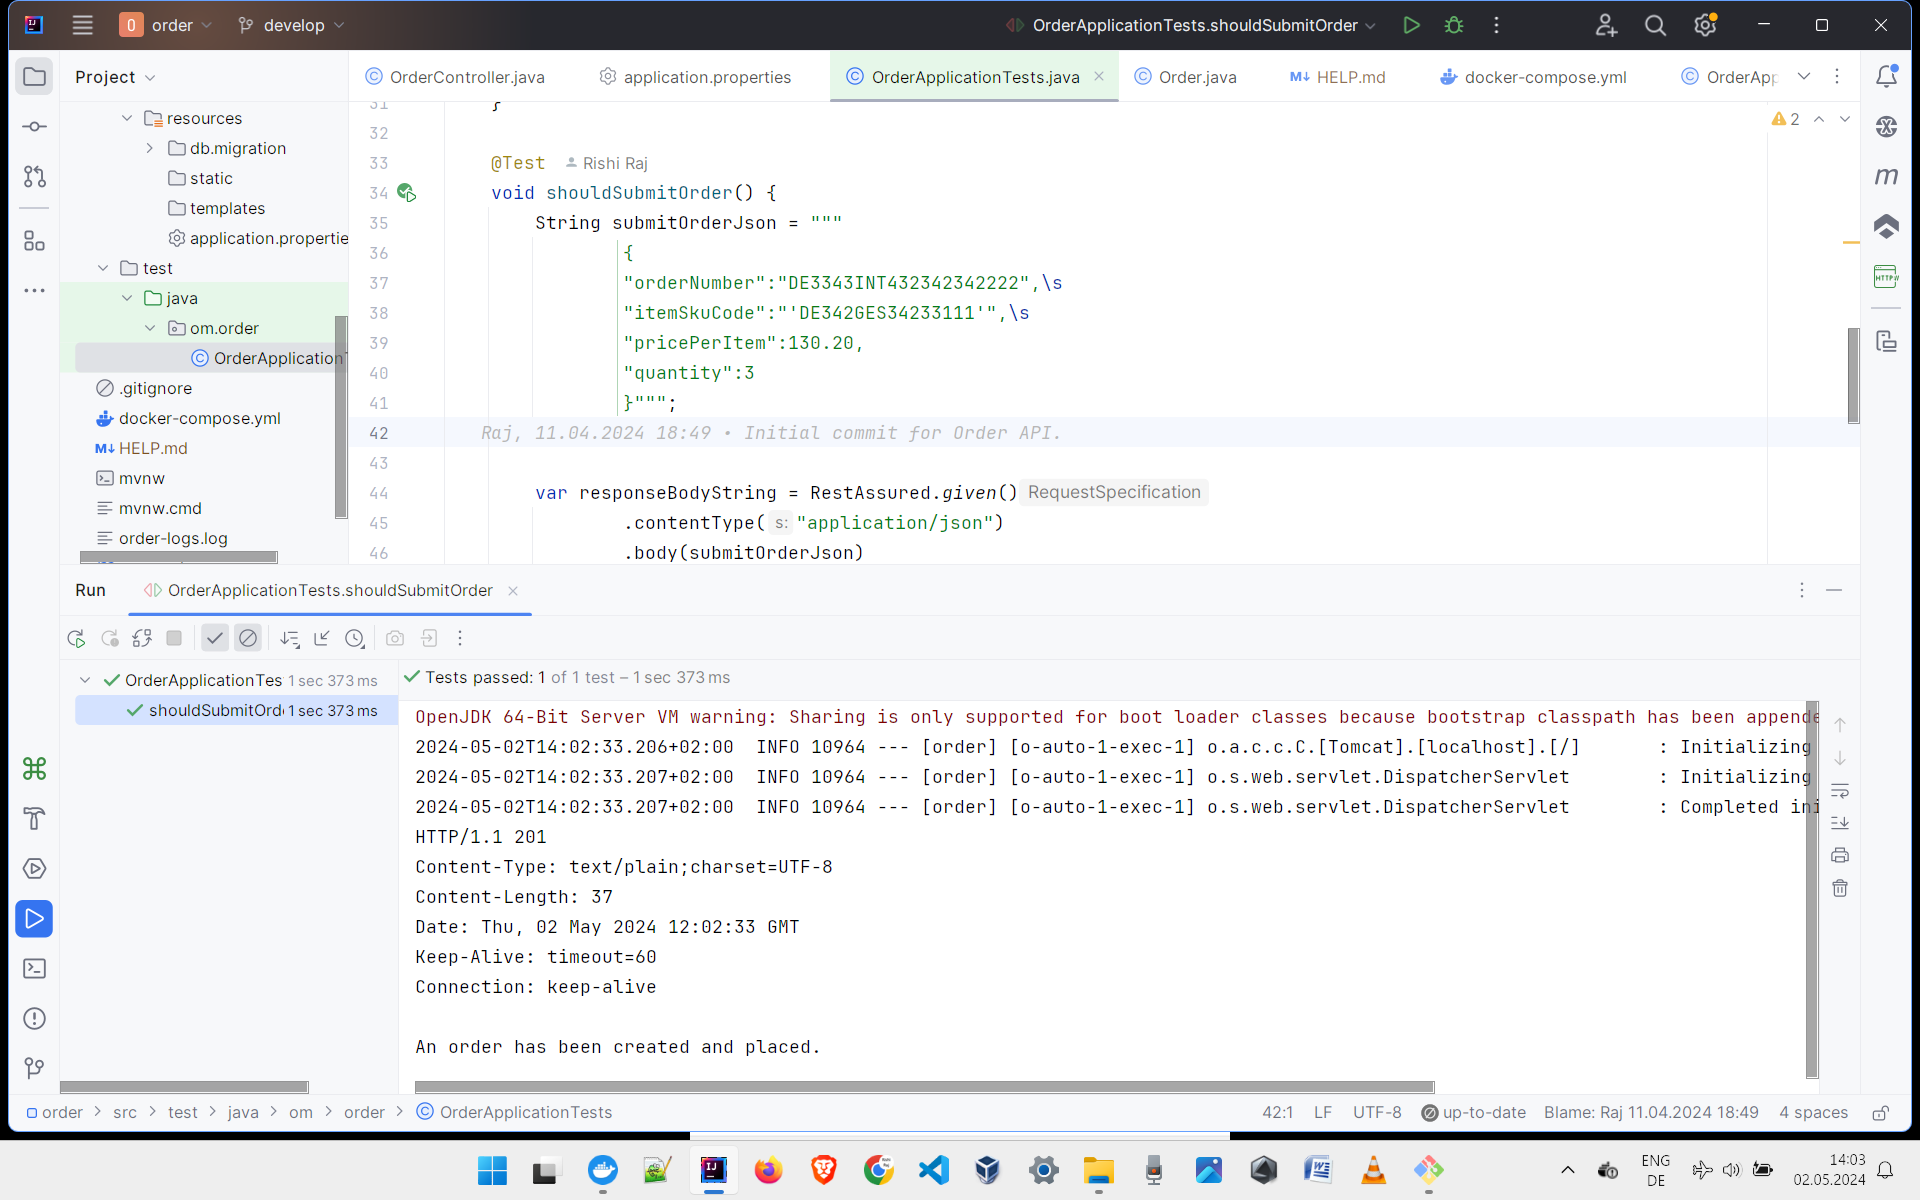 order
develop
OrderApplicationTests.shouldSubmitOrder
Project
OrderController.java
application.properties
OrderApplicationTests.java
Order.java
M↓ HELP.md
docker-compose.yml
OrderApp
resources
db.migration
static
templates
application.propertie
test
java
om.order
OrderApplicationT
.gitignore
docker-compose.yml
M↓ HELP.md
mvnw
mvnw.cmd
order-logs.log
2
31 }
32
33 @Test Rishi Raj
34 void shouldSubmitOrder() {
35 String submitOrderJson = """
36 {
37 "orderNumber":"DE3343INT432342342222",\s
38 "itemSkuCode":"'DE342GES34233111'",\s
39 "pricePerItem":130.20,
40 "quantity":3
41 }""";
42 Raj, 11.04.2024 18:49 • Initial commit for Order API.
43
44 var responseBodyString = RestAssured.given() RequestSpecification
45 .contentType( s: "application/json")
46 .body(submitOrderJson)
Run
OrderApplicationTests.shouldSubmitOrder
OrderApplicationTes 1 sec 373 ms
shouldSubmitOrd 1 sec 373 ms
Tests passed: 1 of 1 test – 1 sec 373 ms
OpenJDK 64-Bit Server VM warning: Sharing is only supported for boot loader classes because bootstrap classpath has been appende
2024-05-02T14:02:33.206+02:00 INFO 10964 --- [order] [o-auto-1-exec-1] o.a.c.c.C.[Tomcat].[localhost].[/] : Initializing
2024-05-02T14:02:33.207+02:00 INFO 10964 --- [order] [o-auto-1-exec-1] o.s.web.servlet.DispatcherServlet : Initializing
2024-05-02T14:02:33.207+02:00 INFO 10964 --- [order] [o-auto-1-exec-1] o.s.web.servlet.DispatcherServlet : Completed ini
HTTP/1.1 201
Content-Type: text/plain;charset=UTF-8
Content-Length: 37
Date: Thu, 02 May 2024 12:02:33 GMT
Keep-Alive: timeout=60
Connection: keep-alive
An order has been created and placed.
order > src > test > java > om > order > OrderApplicationTests
42:1 LF UTF-8 up-to-date Blame: Raj 11.04.2024 18:49 4 spaces
ENG
DE
14:03
02.05.2024